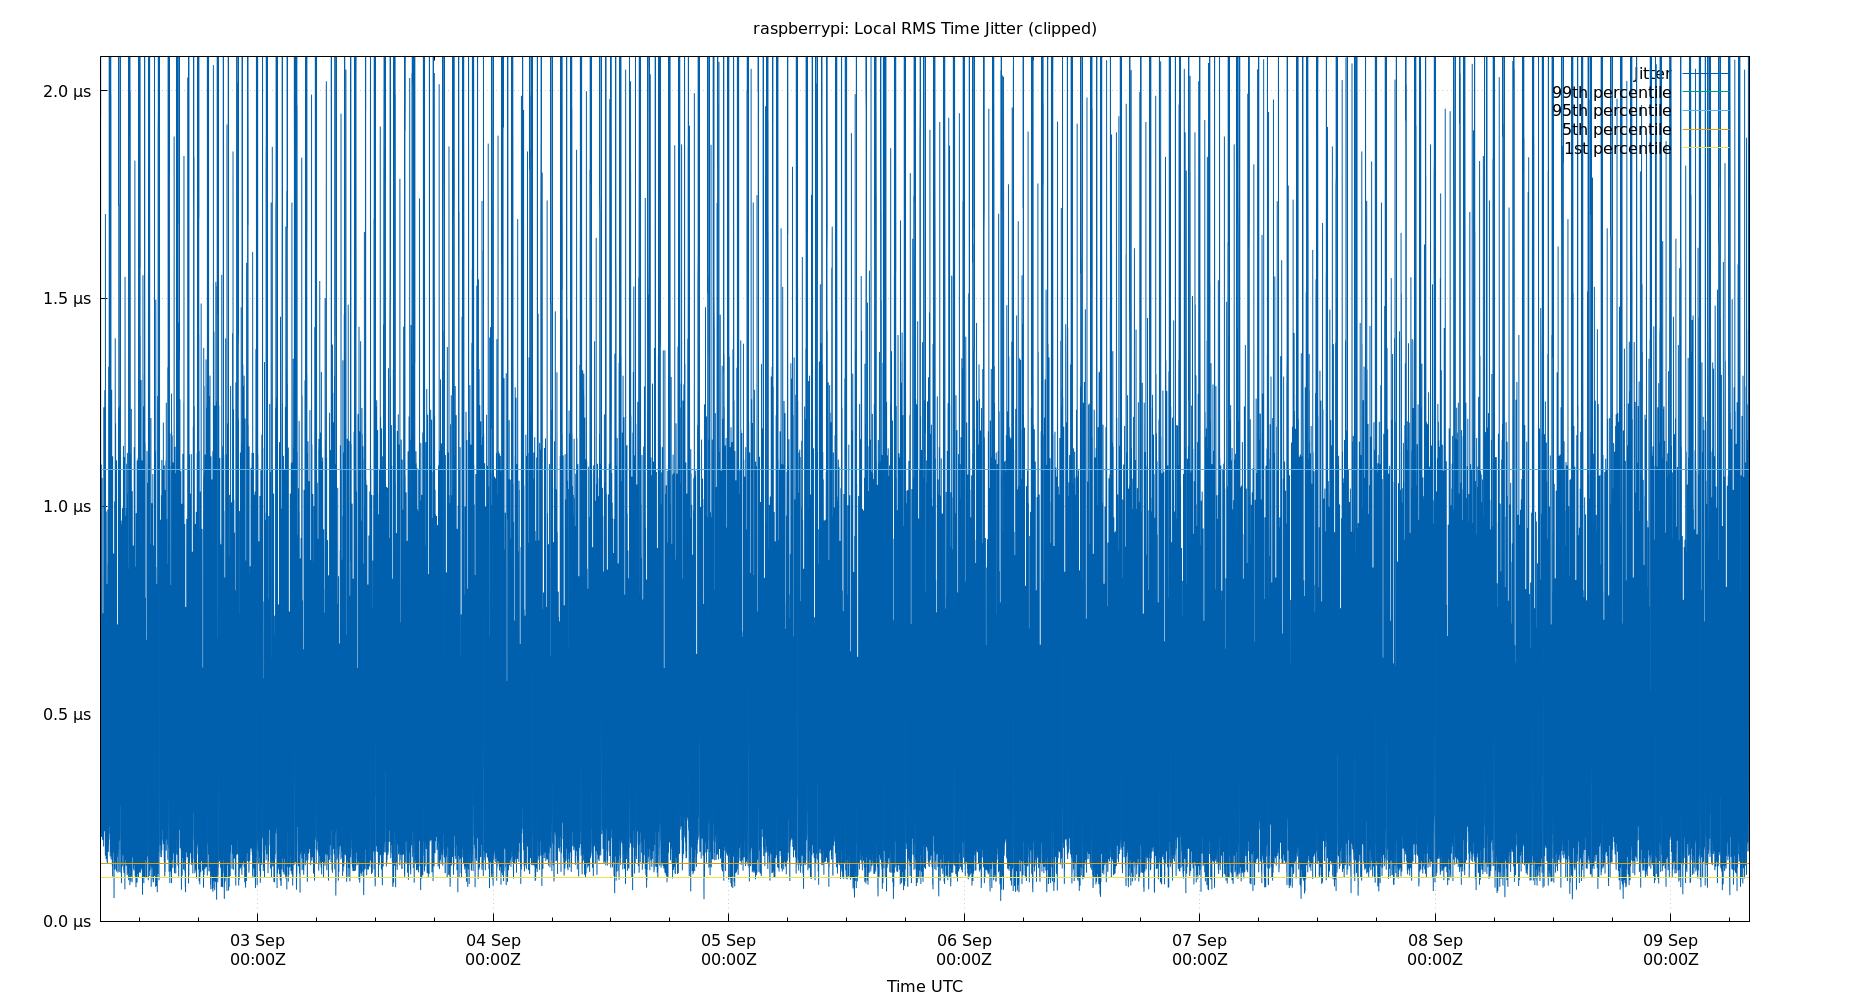 raspberrypi: Local RMS Time Jitter (clipped)
2.0 µs
1.5 µs
1.0 µs
0.5 µs
0.0 µs
jitter
99th percentile
95th percentile
5th percentile
1st percentile
03 Sep
00:00Z
04 Sep
00:00Z
05 Sep
00:00Z
06 Sep
00:00Z
07 Sep
00:00Z
08 Sep
00:00Z
09 Sep
00:00Z
Time UTC